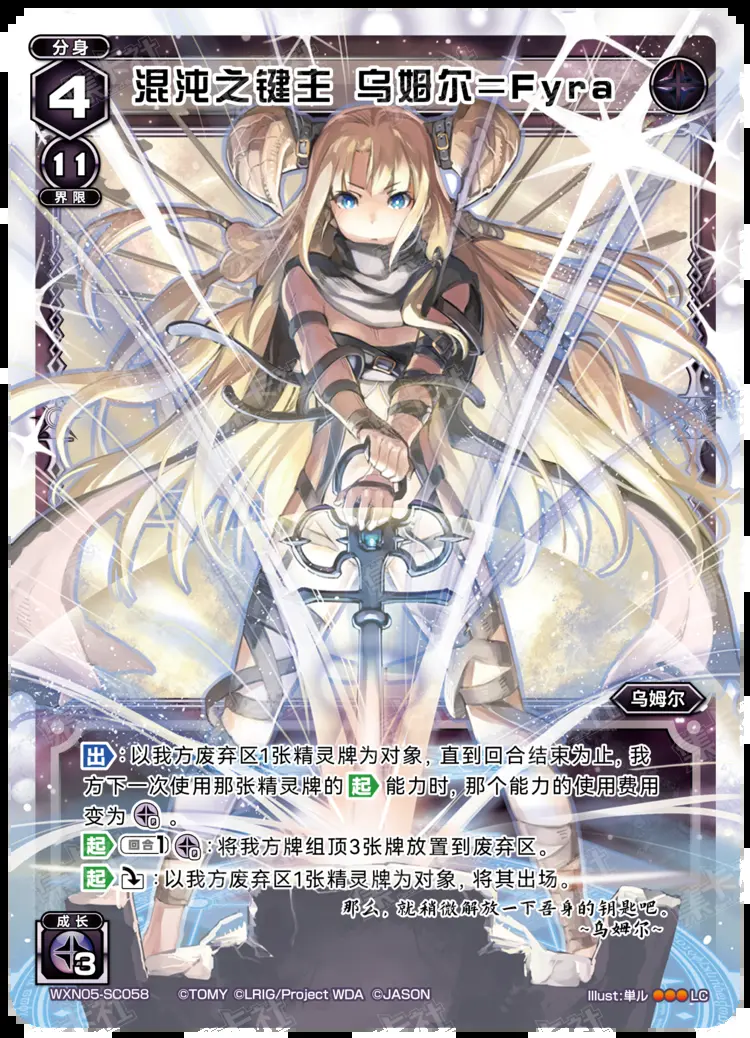 分身
4
混沌之键主 乌姆尔=Fyra
11
界限
乌姆尔
出：以我方废弃区1张精灵牌为对象，直到回合结束为止，我
方下一次使用那张精灵牌的 起 能力时，那个能力的使用费用
变为 0 。
起 回合1 0：将我方牌组顶3张牌放置到废弃区。
起 ：以我方废弃区1张精灵牌为对象，将其出场。
那么，就稍微解放一下吾身的钥匙吧。
~乌姆尔~
成长
3
WXN05-SC058 ©TOMY ©LRIG/Project WDA ©JASON Illust:単ル LC